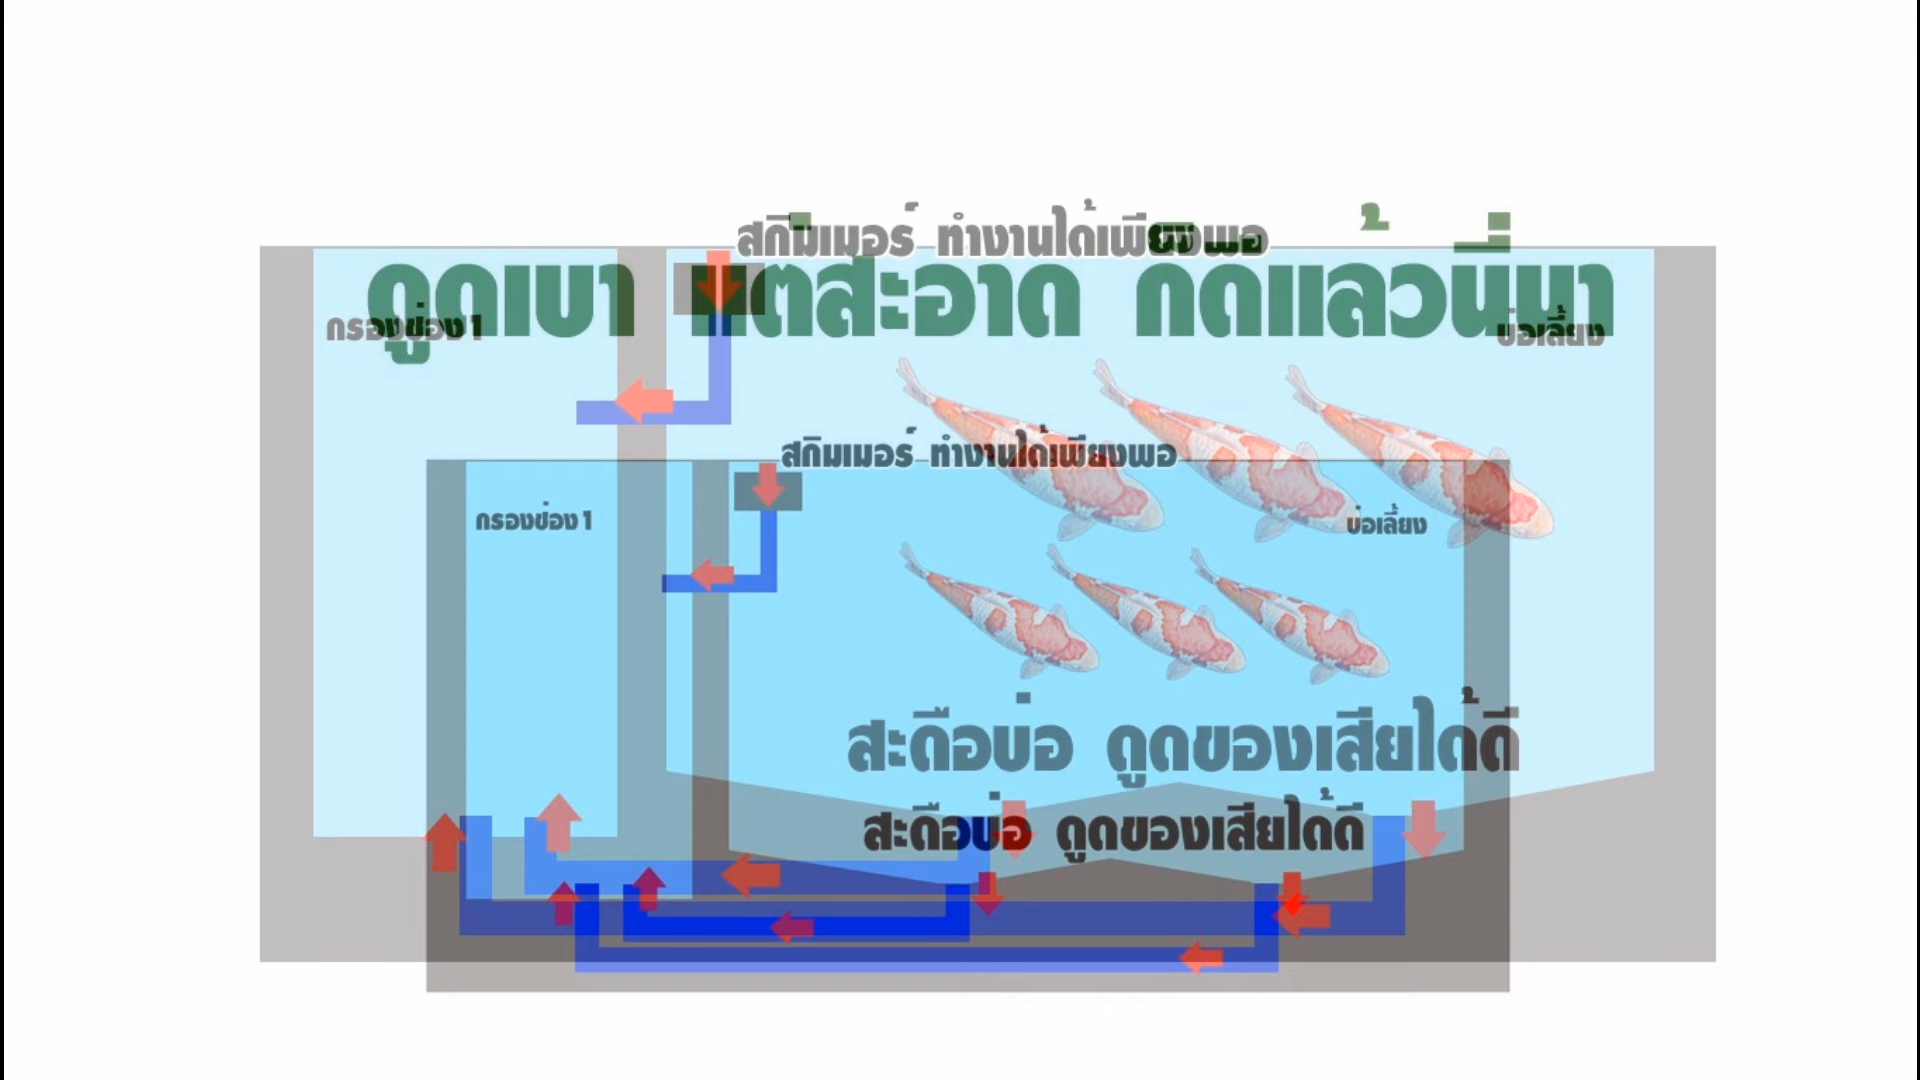 สกิมเมอร์ ทำงานได้เพียงพอ
ดูดเบา แต่สะอาด คิดแล้วนี่นา
กรองช่อง 1
บ่อเลี้ยง
สกิมเมอร์ ทำงานได้เพียงพอ
กรองช่อง 1
บ่อเลี้ยง
สะดือบ่อ ดูดของเสียได้ดี
สะดือบ่อ ดูดของเสียได้ดี